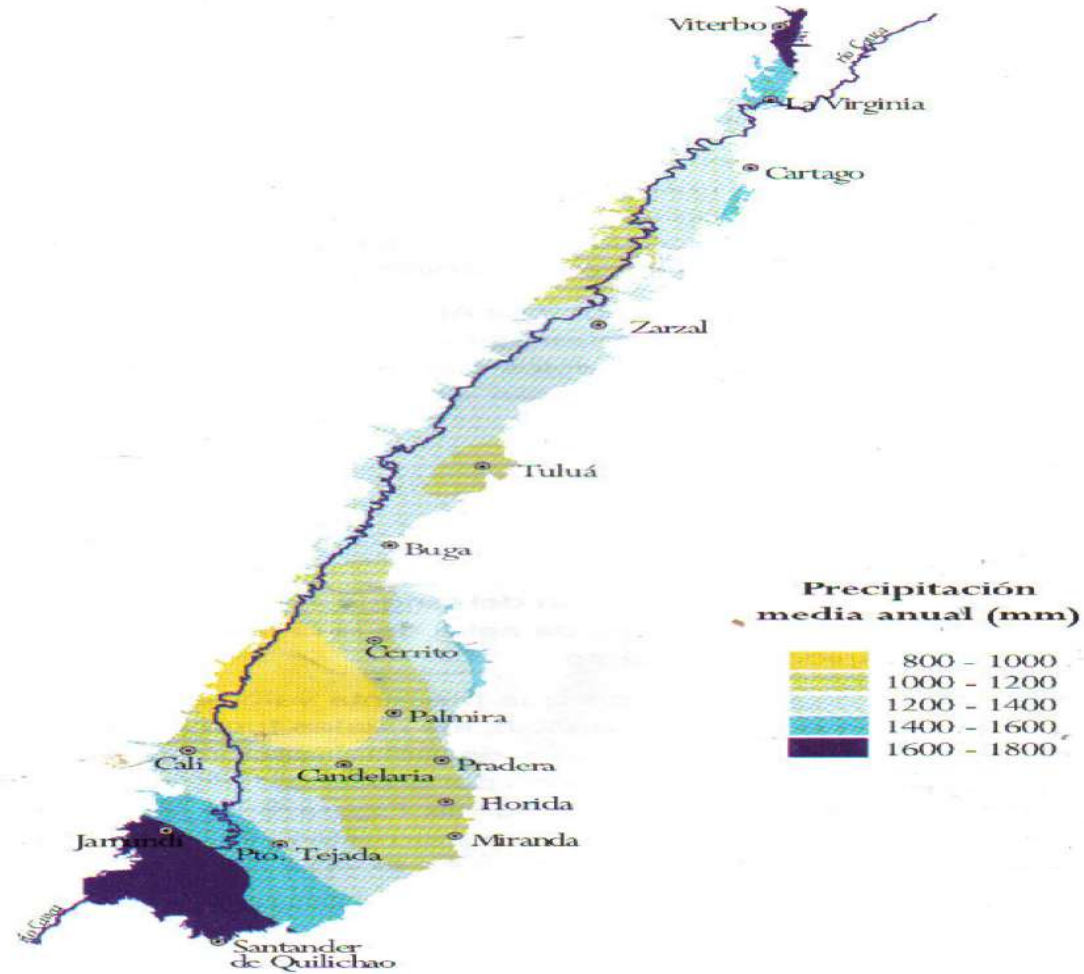 Viterbo
Río Cauca
La Virginia
Cartago
Zarzal
Tuluá
Buga
Precipitación
media anual (mm)
800 - 1000
1000 - 1200
1200 - 1400
1400 - 1600
1600 - 1800
Cerrito
Palmira
Cali
Candelaria
Pradera
Florida
Jamundí
Pto. Tejada
Miranda
Río Cauca
Santander
de Quilichao